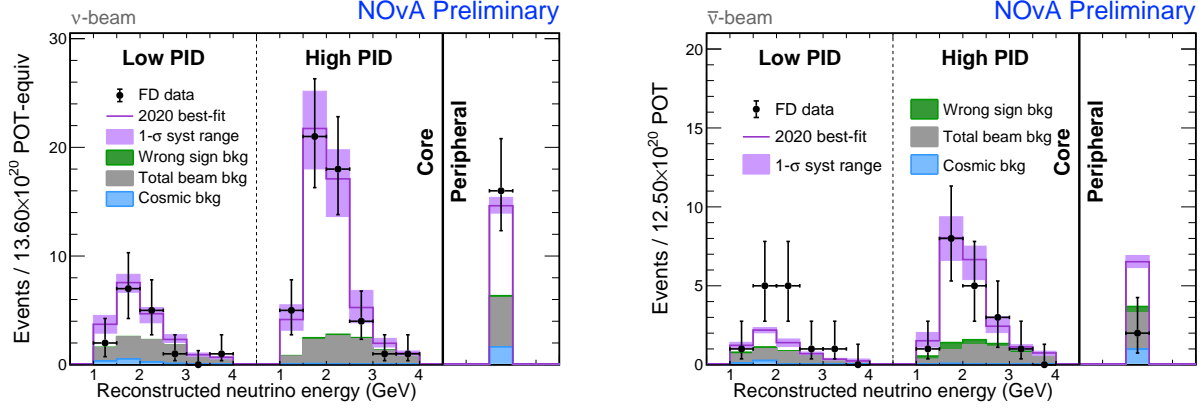 ν-beam
NOνA Preliminary
Events / 13.60×10²⁰ POT-equiv
30
20
10
0
Low PID
High PID
Core
Peripheral
FD data
2020 best-fit
1-σ syst range
Wrong sign bkg
Total beam bkg
Cosmic bkg
1 2 3 4 1 2 3 4
Reconstructed neutrino energy (GeV)
ν̄-beam
NOνA Preliminary
Events / 12.50×10²⁰ POT
20
15
10
5
0
Low PID
High PID
Core
Peripheral
FD data
2020 best-fit
1-σ syst range
Wrong sign bkg
Total beam bkg
Cosmic bkg
1 2 3 4 1 2 3 4
Reconstructed neutrino energy (GeV)